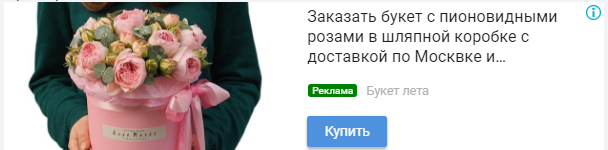 Заказать букет с пионовидными
розами в шляпной коробке с
доставкой по Москвке и...
Реклама Букет лета
Купить